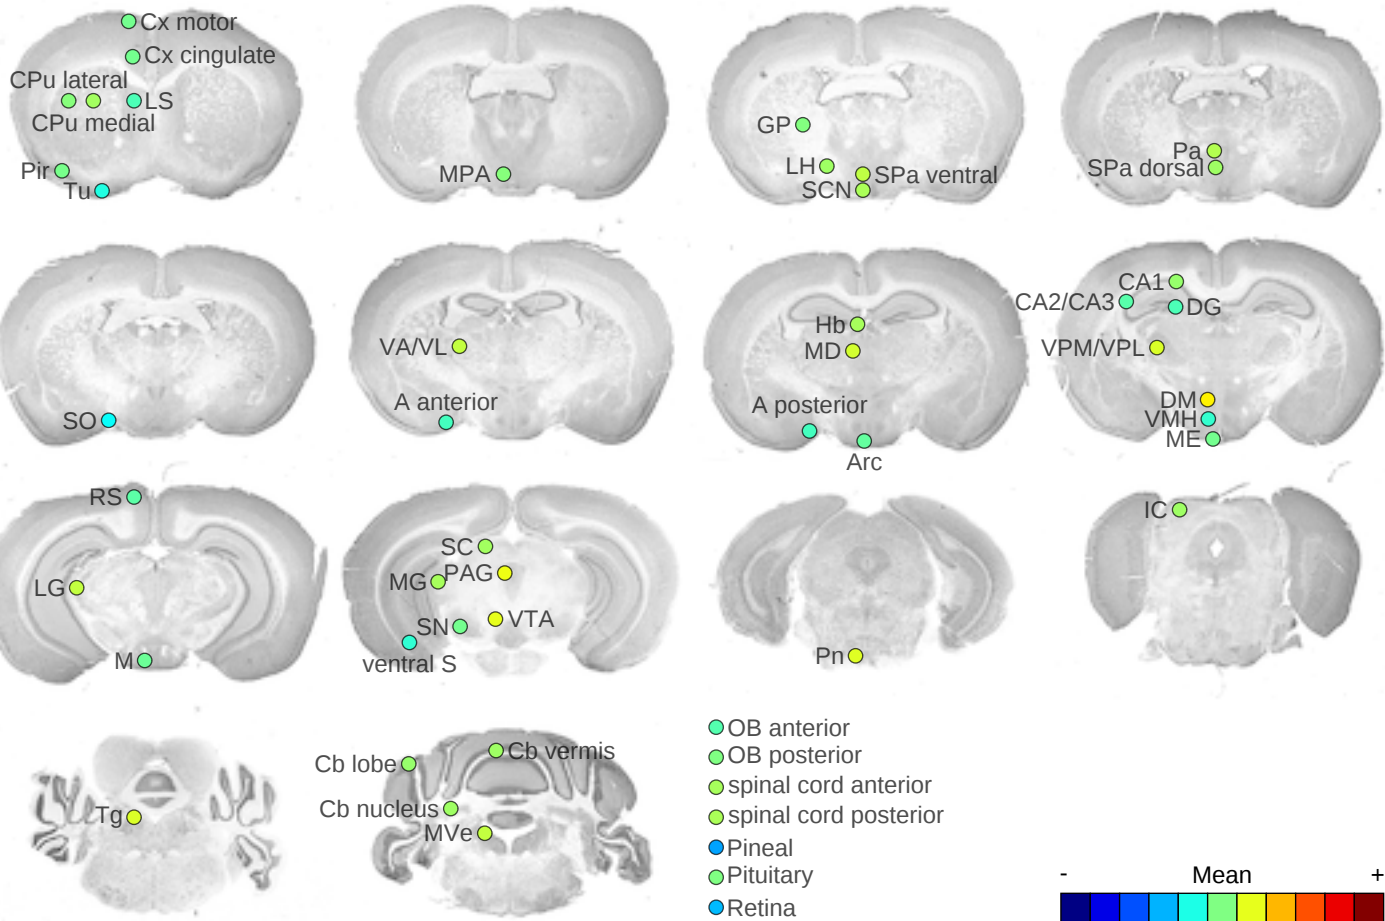 Cx motor
Cx cingulate
CPu lateral
LS
CPu medial
Pir
Tu
MPA
GP
LH
SPa ventral
SCN
Pa
SPa dorsal
SO
VA/VL
A anterior
Hb
MD
A posterior
Arc
CA1
CA2/CA3
DG
VPM/VPL
DM
VMH
ME
RS
LG
M
SC
MG
PAG
SN
VTA
ventral S
Pn
IC
Tg
Cb lobe
Cb vermis
Cb nucleus
MVe
OB anterior
OB posterior
spinal cord anterior
spinal cord posterior
Pineal
Pituitary
Retina
- Mean +